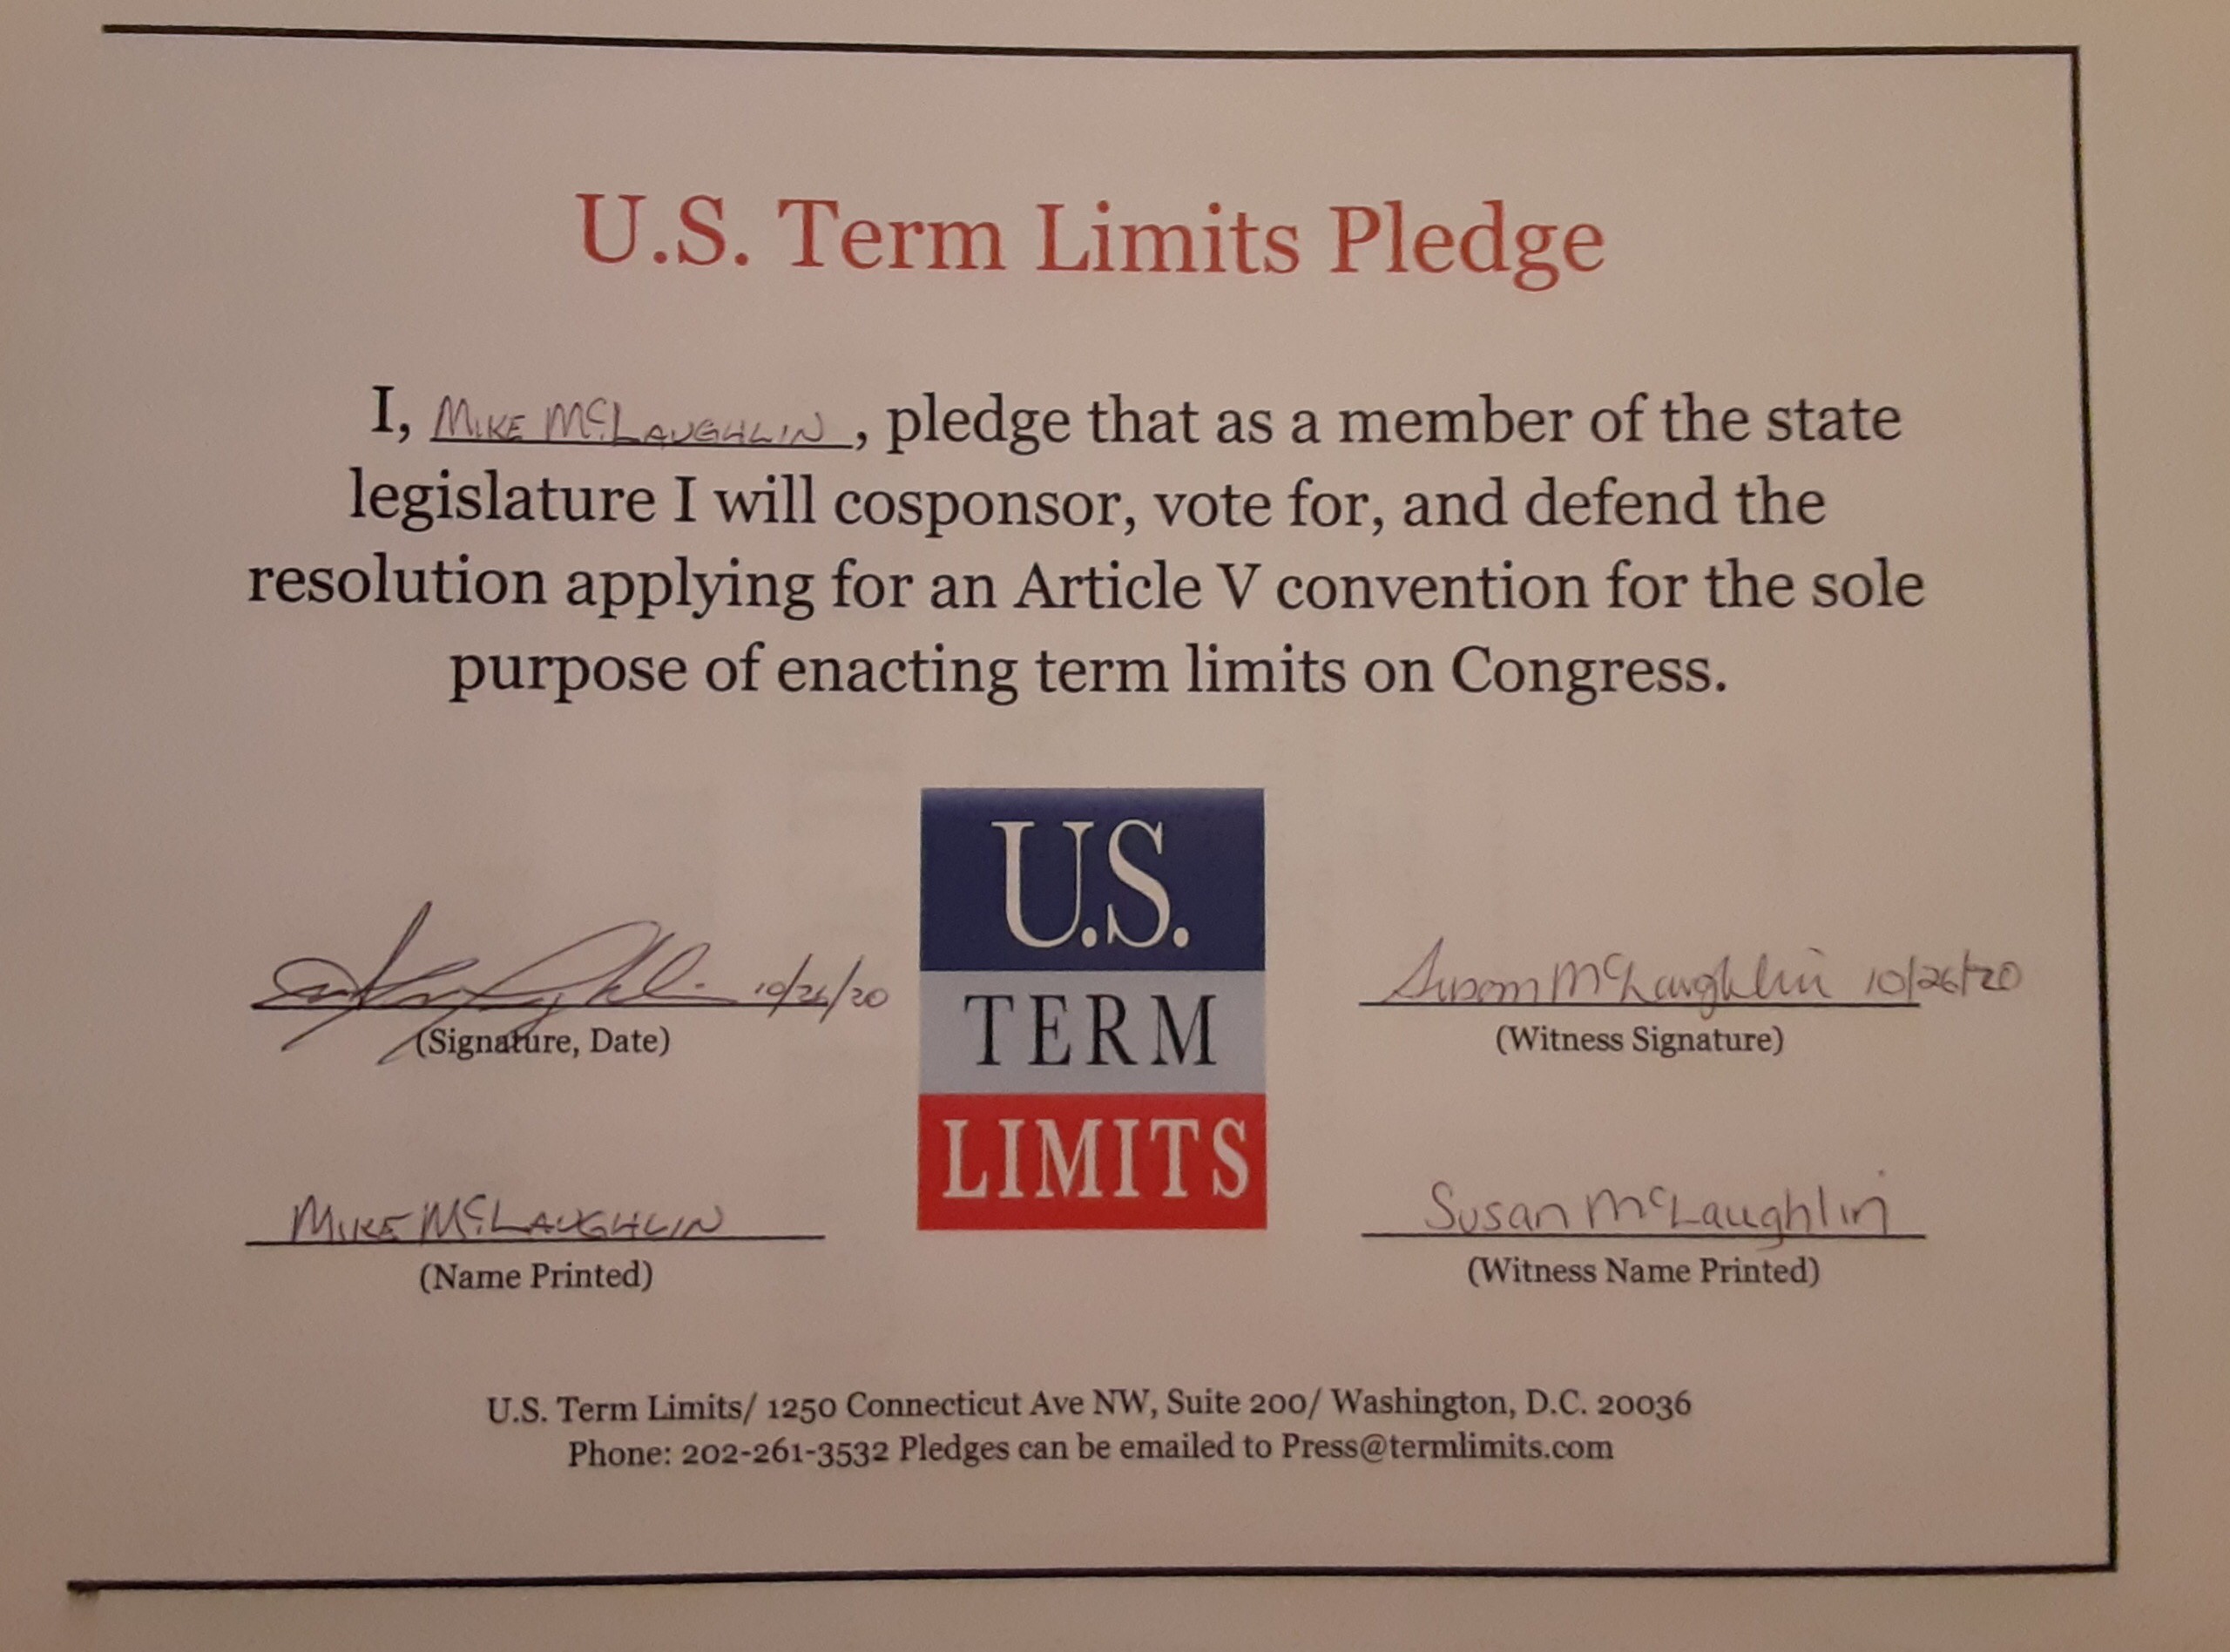 U.S. Term Limits Pledge
I, MIKE McLAUGHLIN, pledge that as a member of the state
legislature I will cosponsor, vote for, and defend the
resolution applying for an Article V convention for the sole
purpose of enacting term limits on Congress.
U.S.
TERM
LIMITS
10/26/20
(Signature, Date)
Susan McLaughlin 10/26/20
(Witness Signature)
MIKE McLAUGHLIN
(Name Printed)
Susan McLaughlin
(Witness Name Printed)
U.S. Term Limits/ 1250 Connecticut Ave NW, Suite 200/ Washington, D.C. 20036
Phone: 202-261-3532 Pledges can be emailed to Press@termlimits.com